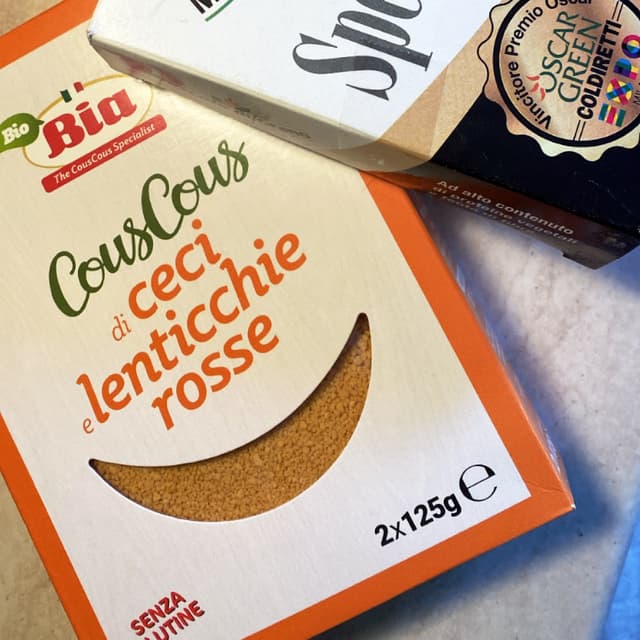 Bio
Bia
The CousCous Specialist
CousCous
di ceci
e lenticchie
rosse
2x125g e
SENZA
Vincitore Premio Oscar
OSCAR
GREEN
COLDIRETTI
EXPO
Ad alto contenuto